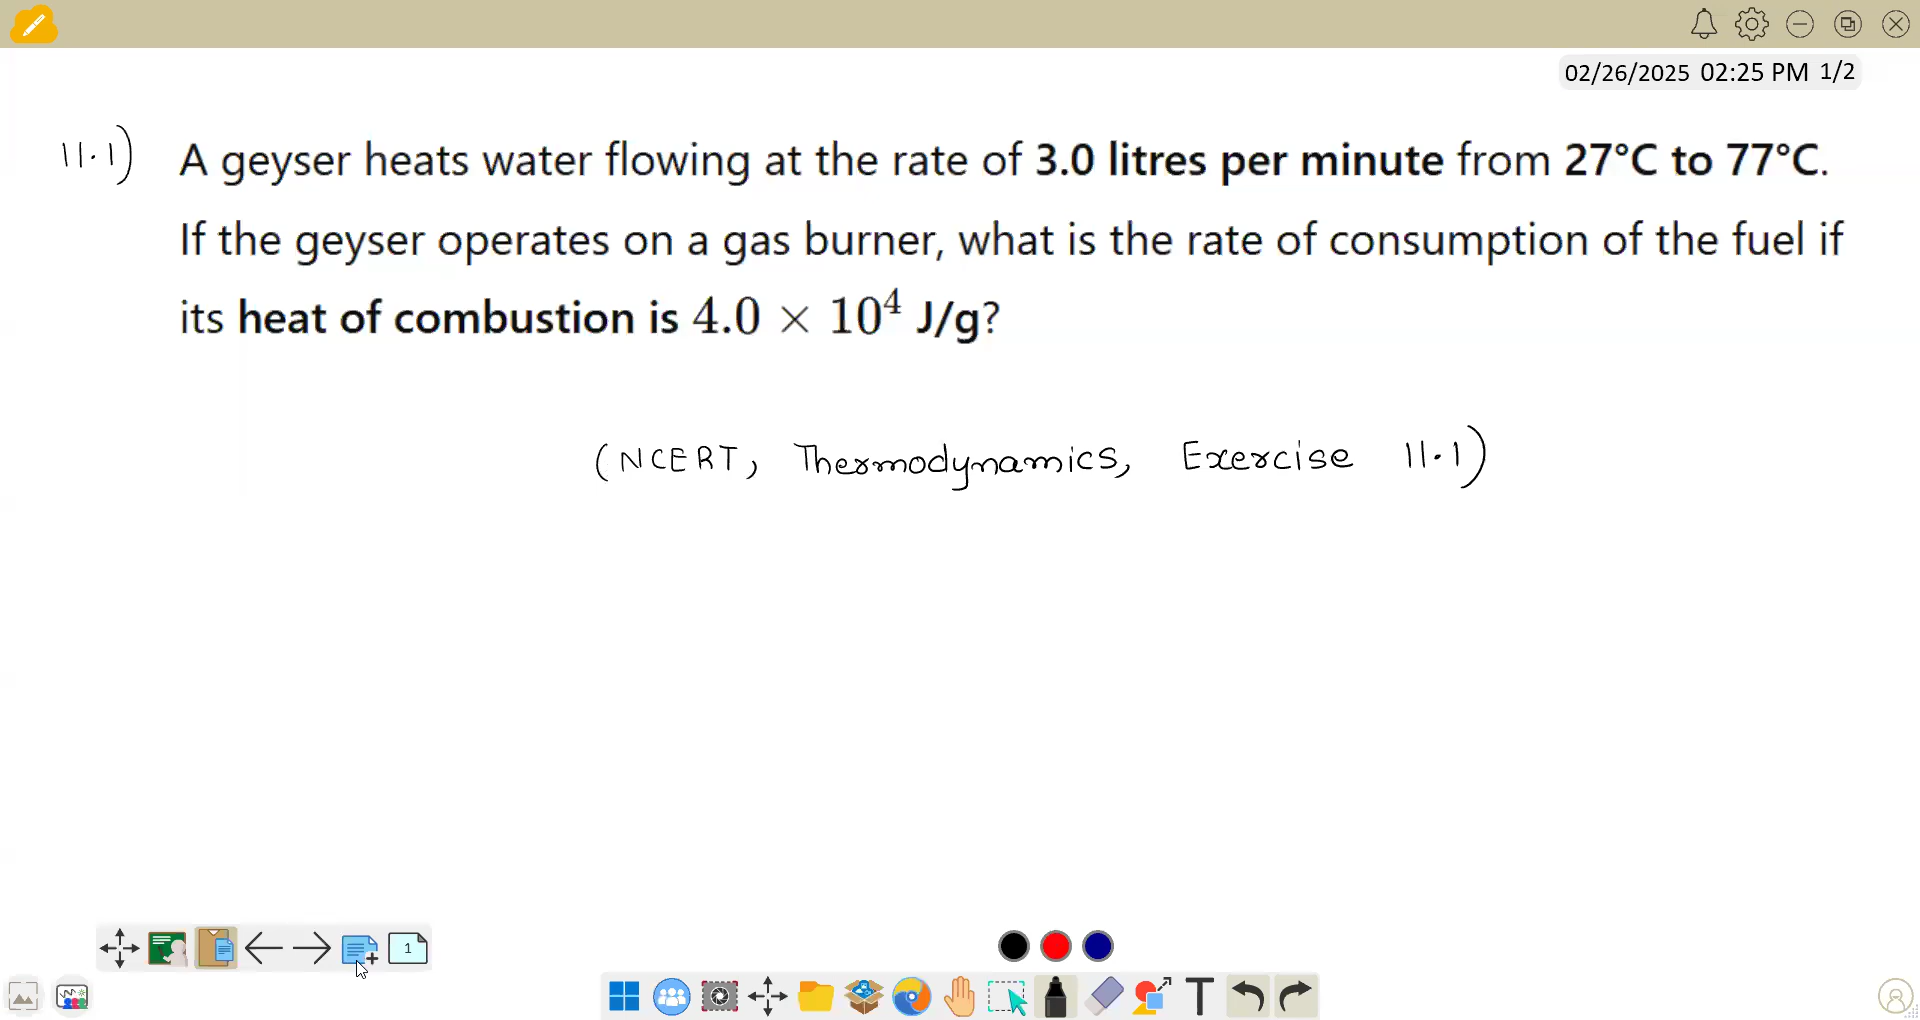 02/26/2025 02:25 PM 1/2
11.1) A geyser heats water flowing at the rate of 3.0 litres per minute from 27°C to 77°C.
If the geyser operates on a gas burner, what is the rate of consumption of the fuel if
its heat of combustion is 4.0 × 10⁴ J/g?
(NCERT, Thermodynamics, Exercise 11.1)
1
T